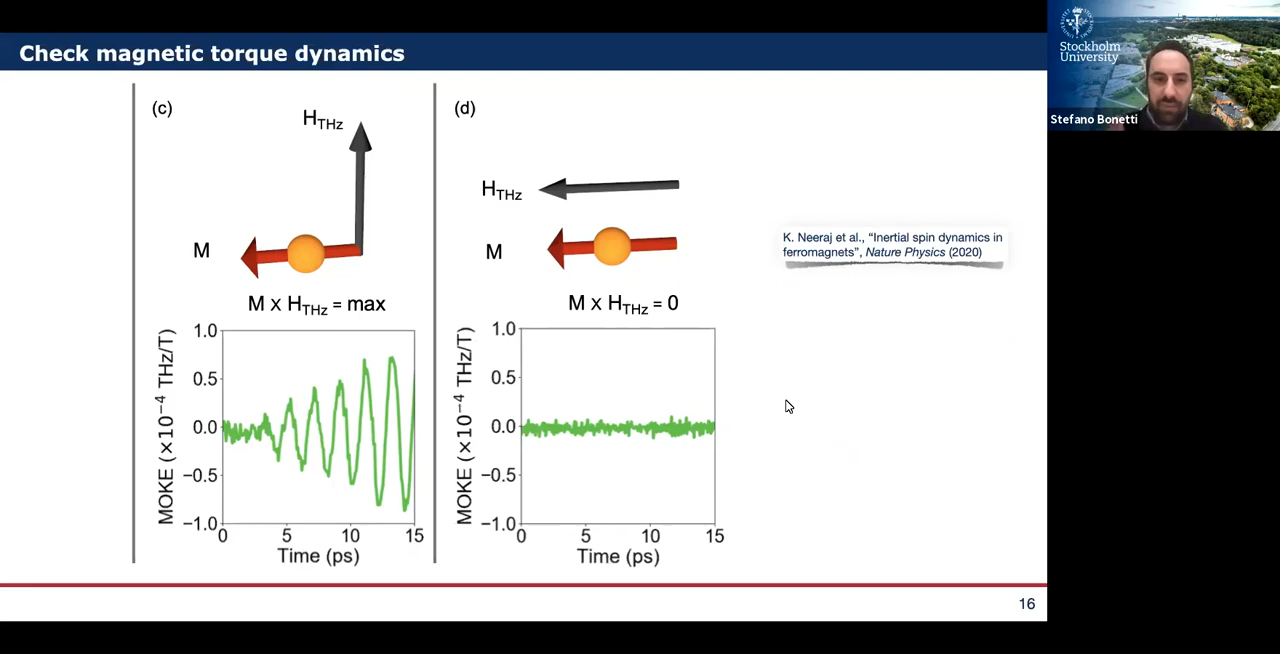 Check magnetic torque dynamics
(c)
H_THz
M
M x H_THz = max
1.0
0.5
0.0
−0.5
−1.0
MOKE (×10⁻⁴ THz/T)
0 5 10 15
Time (ps)
(d)
H_THz
M
M x H_THz = 0
1.0
0.5
0.0
−0.5
−1.0
MOKE (×10⁻⁴ THz/T)
0 5 10 15
Time (ps)
K. Neeraj et al., “Inertial spin dynamics in
ferromagnets”, Nature Physics (2020)
16
Stockholm
University
Stefano Bonetti